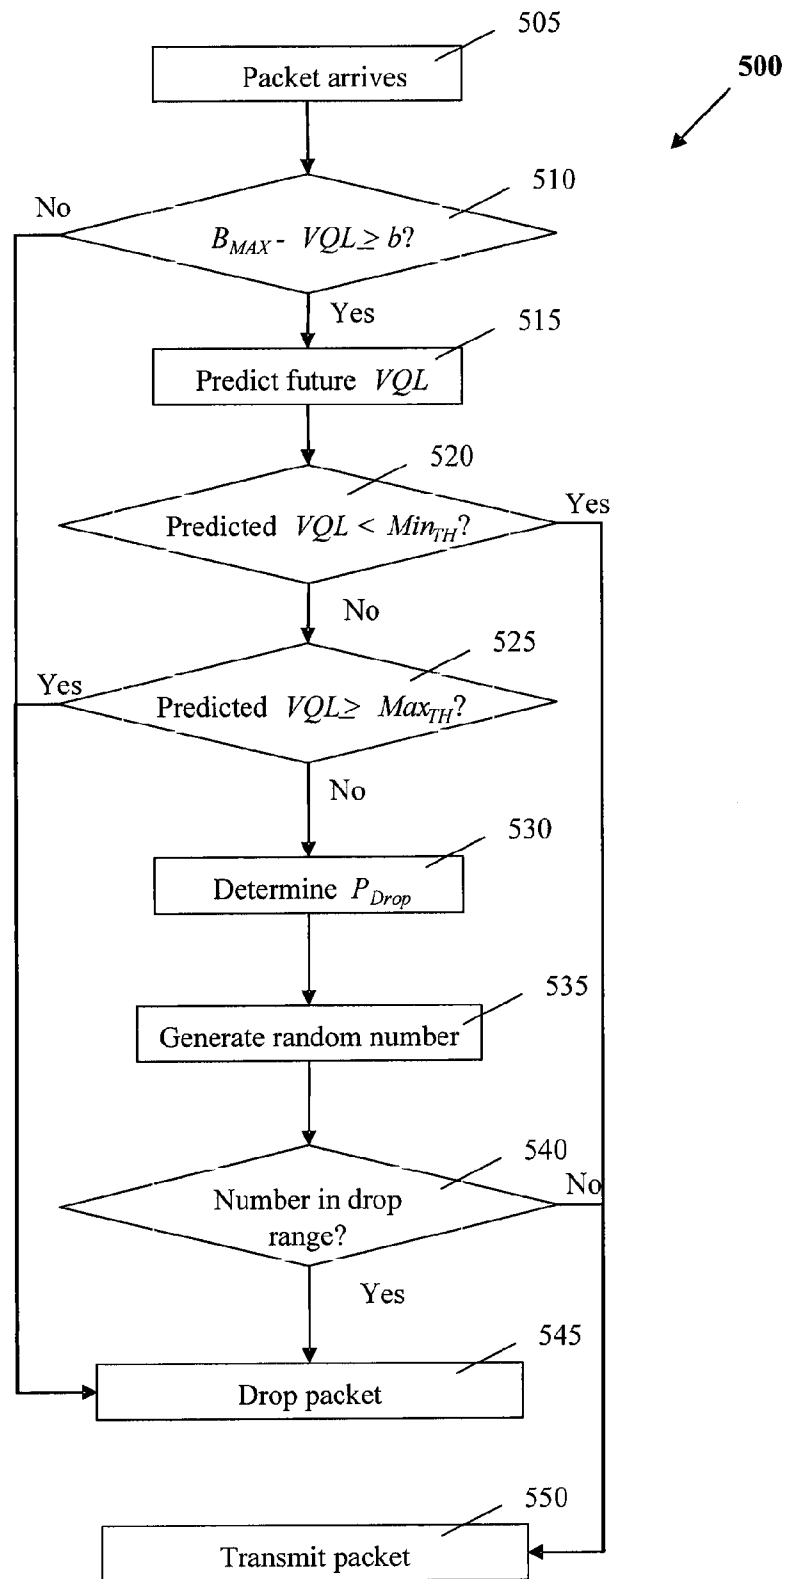 505
Packet arrives
500
510
No
B_MAX - VQL ≥ b?
Yes
515
Predict future VQL
520
Yes
Predicted VQL < Min_TH?
No
525
Yes
Predicted VQL ≥ Max_TH?
No
530
Determine P_Drop
535
Generate random number
540
No
Number in drop
range?
Yes
545
Drop packet
550
Transmit packet